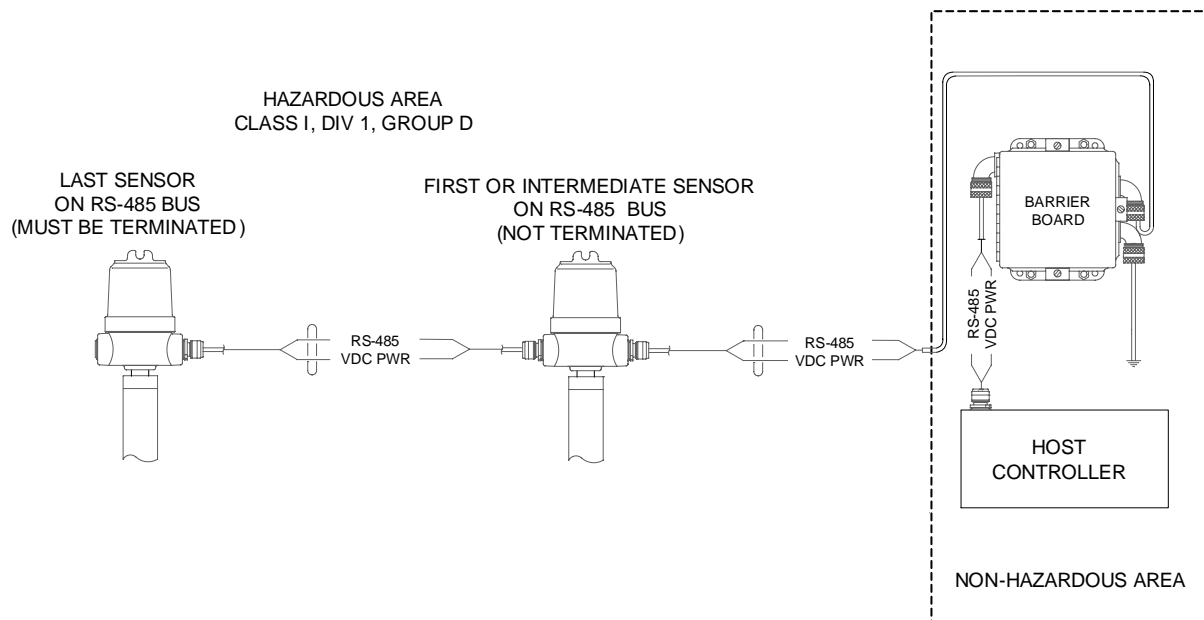 HAZARDOUS AREA
CLASS I, DIV 1, GROUP D
LAST SENSOR
ON RS-485 BUS
(MUST BE TERMINATED)
FIRST OR INTERMEDIATE SENSOR
ON RS-485 BUS
(NOT TERMINATED)
RS-485
VDC PWR
RS-485
VDC PWR
BARRIER
BOARD
RS-485
VDC PWR
HOST
CONTROLLER
NON-HAZARDOUS AREA